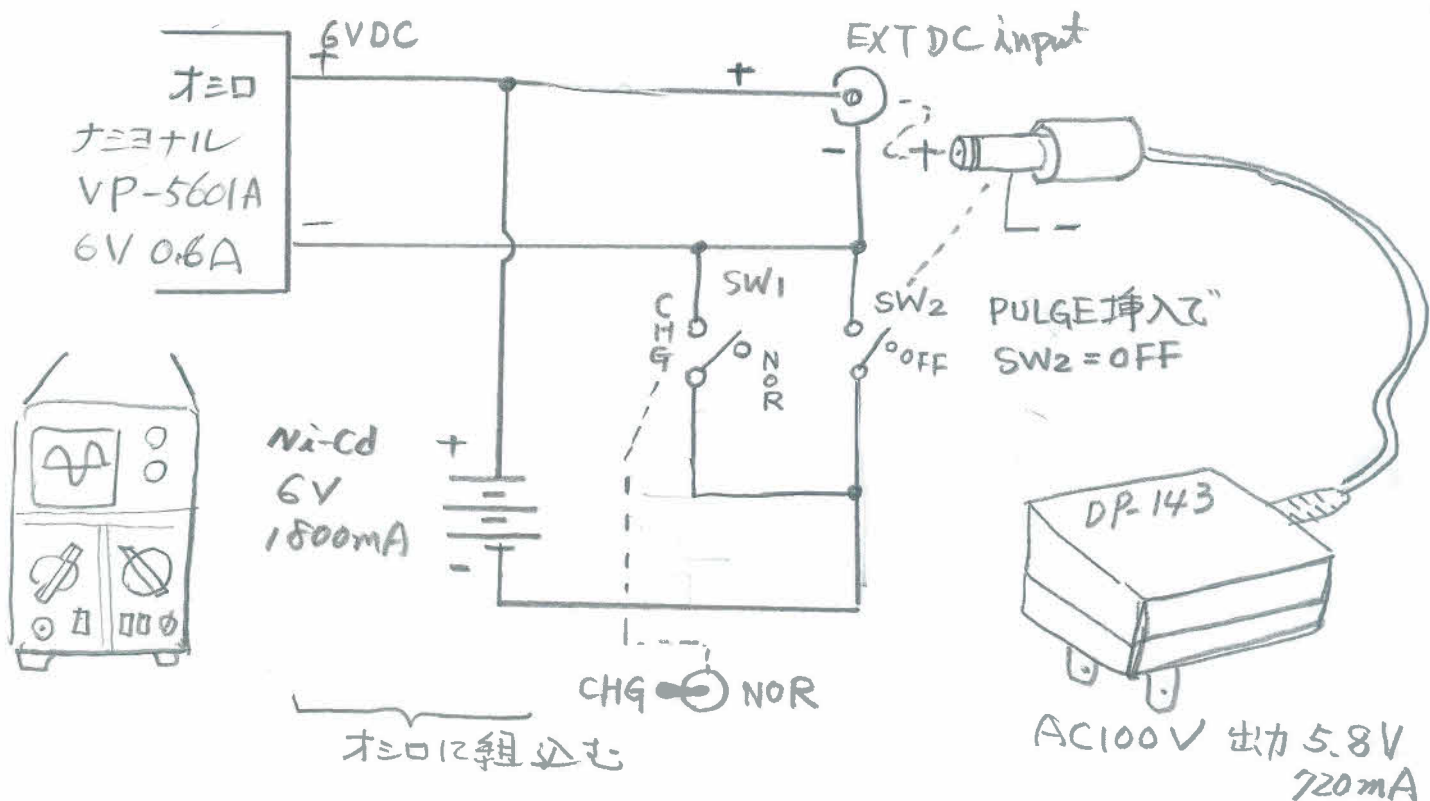 6VDC
+
オシロ
ナショナル
VP-5601A
6V 0.6A
-
EXT DC input
+
-
+
-
SW1
CHG
NOR
SW2
OFF
PULGE挿入で
SW2=OFF
Ni-Cd
6V
1800mA
+
-
CHG
NOR
オシロに組込む
DP-143
AC100V 出力 5.8V
720mA